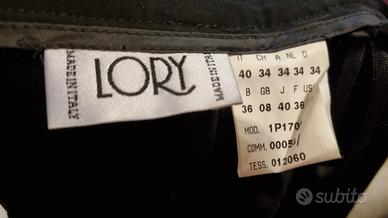 MADE IN ITALY
LORY
MADE IN ITALY
I CH A NL D
40 34 34 34 34
B GB J F US
36 08 40 36
MOD. 1P170
COMM. 0005
TESS. 012060
subito